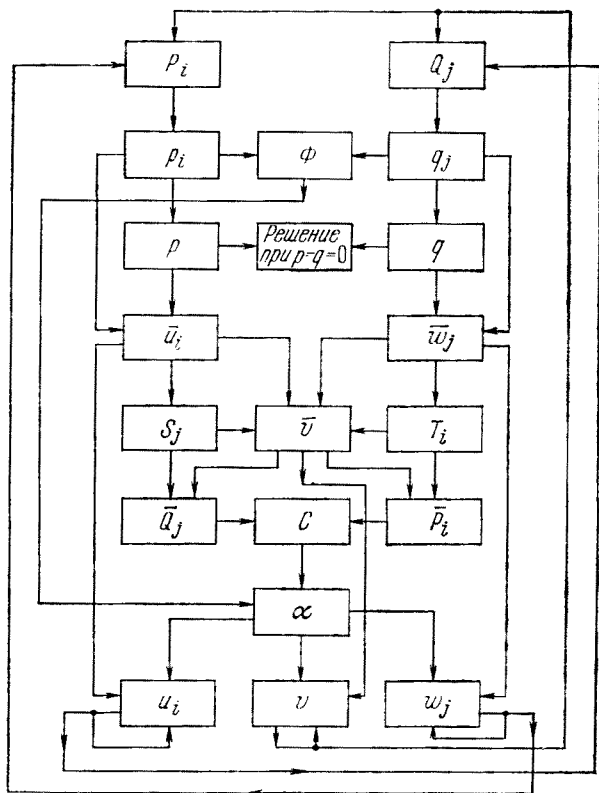 P_i Q_j
p_i Φ q_j
p Решение при p=q=0 q
ū_i w̄_j
S_j v̄ T_i
Q̄_j C P̄_i
α
u_i v w_j